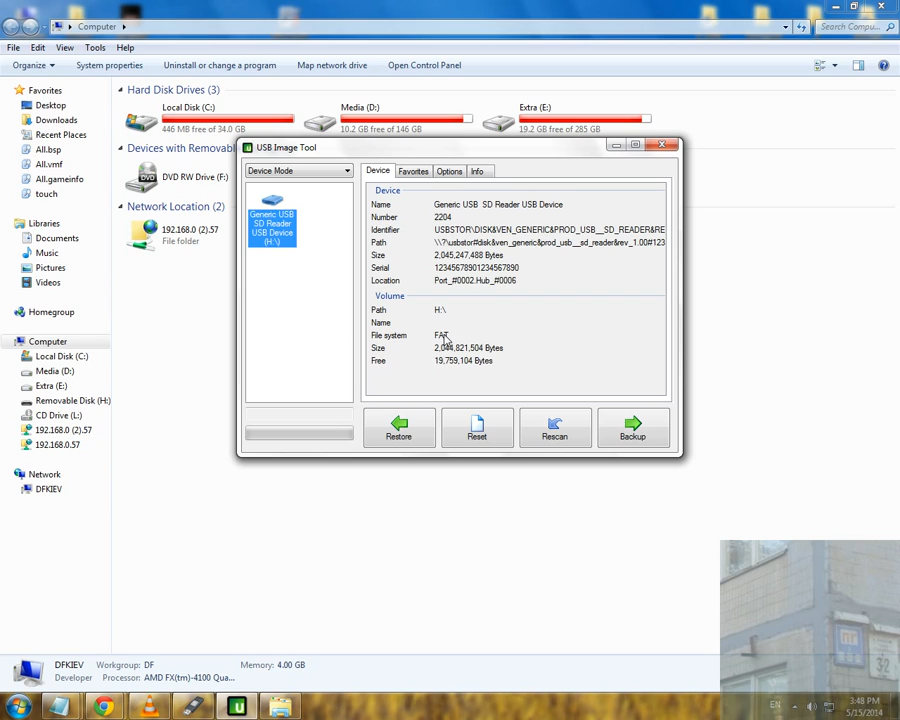 Computer
Search Compu...
File Edit View Tools Help
Organize System properties Uninstall or change a program Map network drive Open Control Panel
Favorites
Desktop
Downloads
Recent Places
All.bsp
All.vmf
All.gameinfo
touch
Libraries
Documents
Music
Pictures
Videos
Homegroup
Computer
Local Disk (C:)
Media (D:)
Extra (E:)
Removable Disk (H:)
CD Drive (L:)
192.168.0 (2).57
192.168.0.57
Network
DFKIEV
Hard Disk Drives (3)
Local Disk (C:)
446 MB free of 34.0 GB
Media (D:)
10.2 GB free of 146 GB
Extra (E:)
19.2 GB free of 285 GB
Devices with Removab
DVD RW Drive (F:)
Network Location (2)
192.168.0 (2).57
File folder
USB Image Tool
Device Mode
Generic USB
SD Reader
USB Device
(H:\)
Device Favorites Options Info
Device
Name Generic USB SD Reader USB Device
Number 2204
Identifier USBSTOR\DISK&VEN_GENERIC&PROD_USB__SD_READER&RE
Path \\?\usbstor#disk&ven_generic&prod_usb__sd_reader&rev_1.00#123
Size 2,045,247,488 Bytes
Serial 12345678901234567890
Location Port_#0002.Hub_#0006
Volume
Path H:\
Name
File system FAT
Size 2,044,821,504 Bytes
Free 19,759,104 Bytes
Restore Reset Rescan Backup
DFKIEV Workgroup: DF Memory: 4.00 GB
Developer Processor: AMD FX(tm)-4100 Qua...
32
EN
3:48 PM
5/15/2014